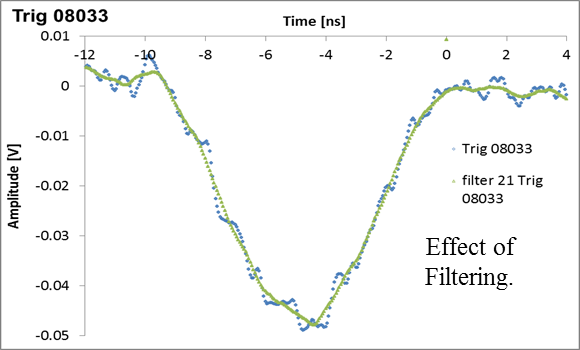 Trig 08033
Time [ns]
0.01
-12 -10 -8 -6 -4 -2 0 2 4
0
-0.01
-0.02
-0.03
-0.04
-0.05
Amplitude [V]
Trig 08033
filter 21 Trig
08033
Effect of
Filtering.